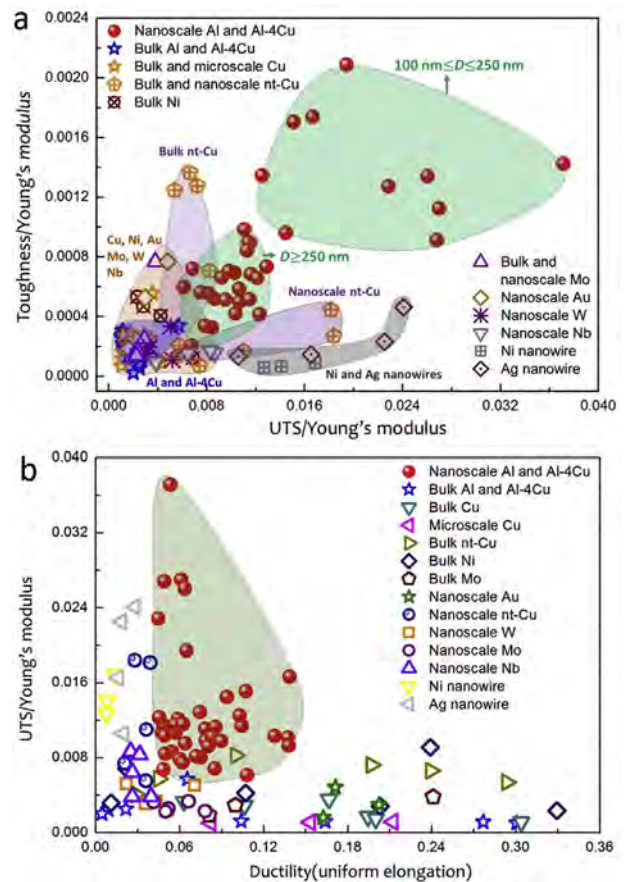 a
0.0024
0.0020
0.0016
0.0012
0.0008
0.0004
0.0000
Toughness/Young's modulus
Nanoscale Al and Al-4Cu
Bulk Al and Al-4Cu
Bulk and microscale Cu
Bulk and nanoscale nt-Cu
Bulk Ni
100 nm≤D≤250 nm
Bulk nt-Cu
Cu, Ni, Au
Mo, W
Nb
D≥250 nm
Nanoscale nt-Cu
Al and Al-4Cu
Ni and Ag nanowires
Bulk and
nanoscale Mo
Nanoscale Au
Nanoscale W
Nanoscale Nb
Ni nanowire
Ag nanowire
0.000 0.008 0.016 0.024 0.032 0.040
UTS/Young's modulus
b
0.040
0.032
0.024
0.016
0.008
0.000
UTS/Young's modulus
Nanoscale Al and Al-4Cu
Bulk Al and Al-4Cu
Bulk Cu
Microscale Cu
Bulk nt-Cu
Bulk Ni
Bulk Mo
Nanoscale Au
Nanoscale nt-Cu
Nanoscale W
Nanoscale Mo
Nanoscale Nb
Ni nanowire
Ag nanowire
0.00 0.06 0.12 0.18 0.24 0.30 0.36
Ductility(uniform elongation)